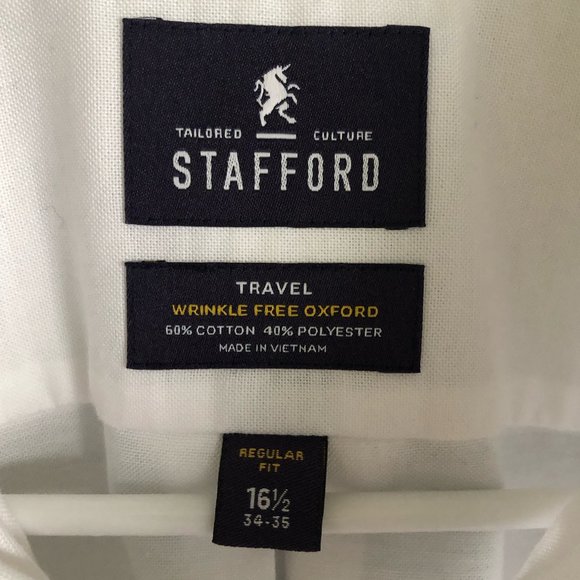 TAILORED CULTURE
STAFFORD
TRAVEL
WRINKLE FREE OXFORD
60% COTTON 40% POLYESTER
MADE IN VIETNAM
REGULAR
FIT
16½
34-35